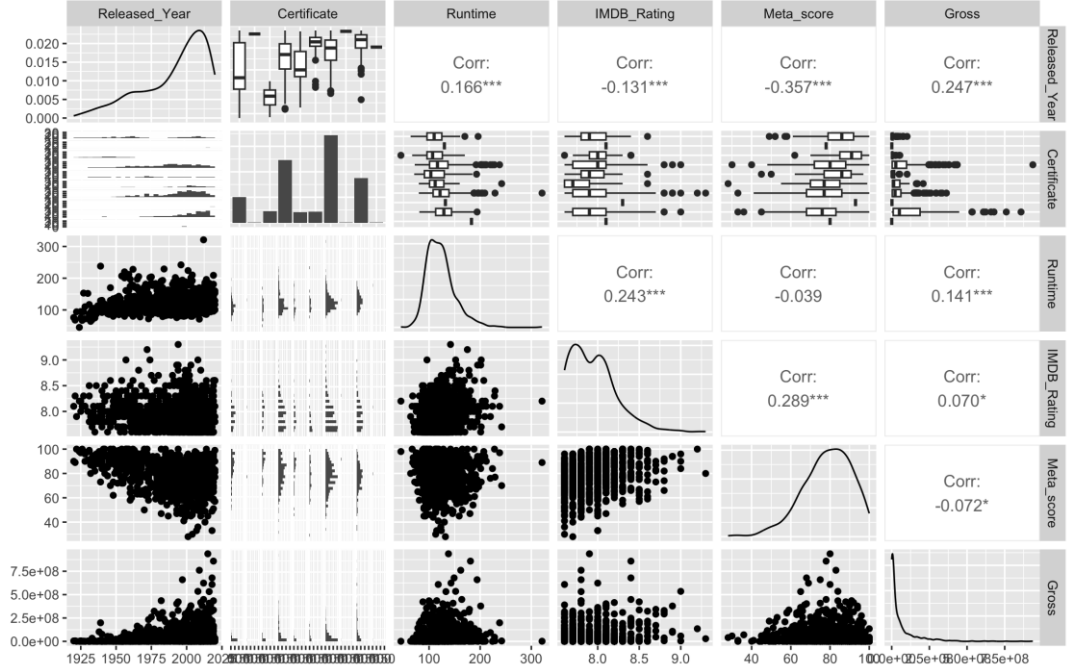 Released_Year Certificate Runtime IMDB_Rating Meta_score Gross
0.020
0.015
0.010
0.005
0.000
Corr:
0.166***
Corr:
-0.131***
Corr:
-0.357***
Corr:
0.247***
Released_Year
Certificate
300
200
100
Corr:
0.243***
Corr:
-0.039
Corr:
0.141***
Runtime
9.0
8.5
8.0
Corr:
0.289***
Corr:
0.070*
IMDB_Rating
100
80
60
40
Corr:
-0.072*
Meta_score
7.5e+08
5.0e+08
2.5e+08
0.0e+00
Gross
1925 1950 1975 2000
100 200 300
8.0 8.5 9.0
40 60 80